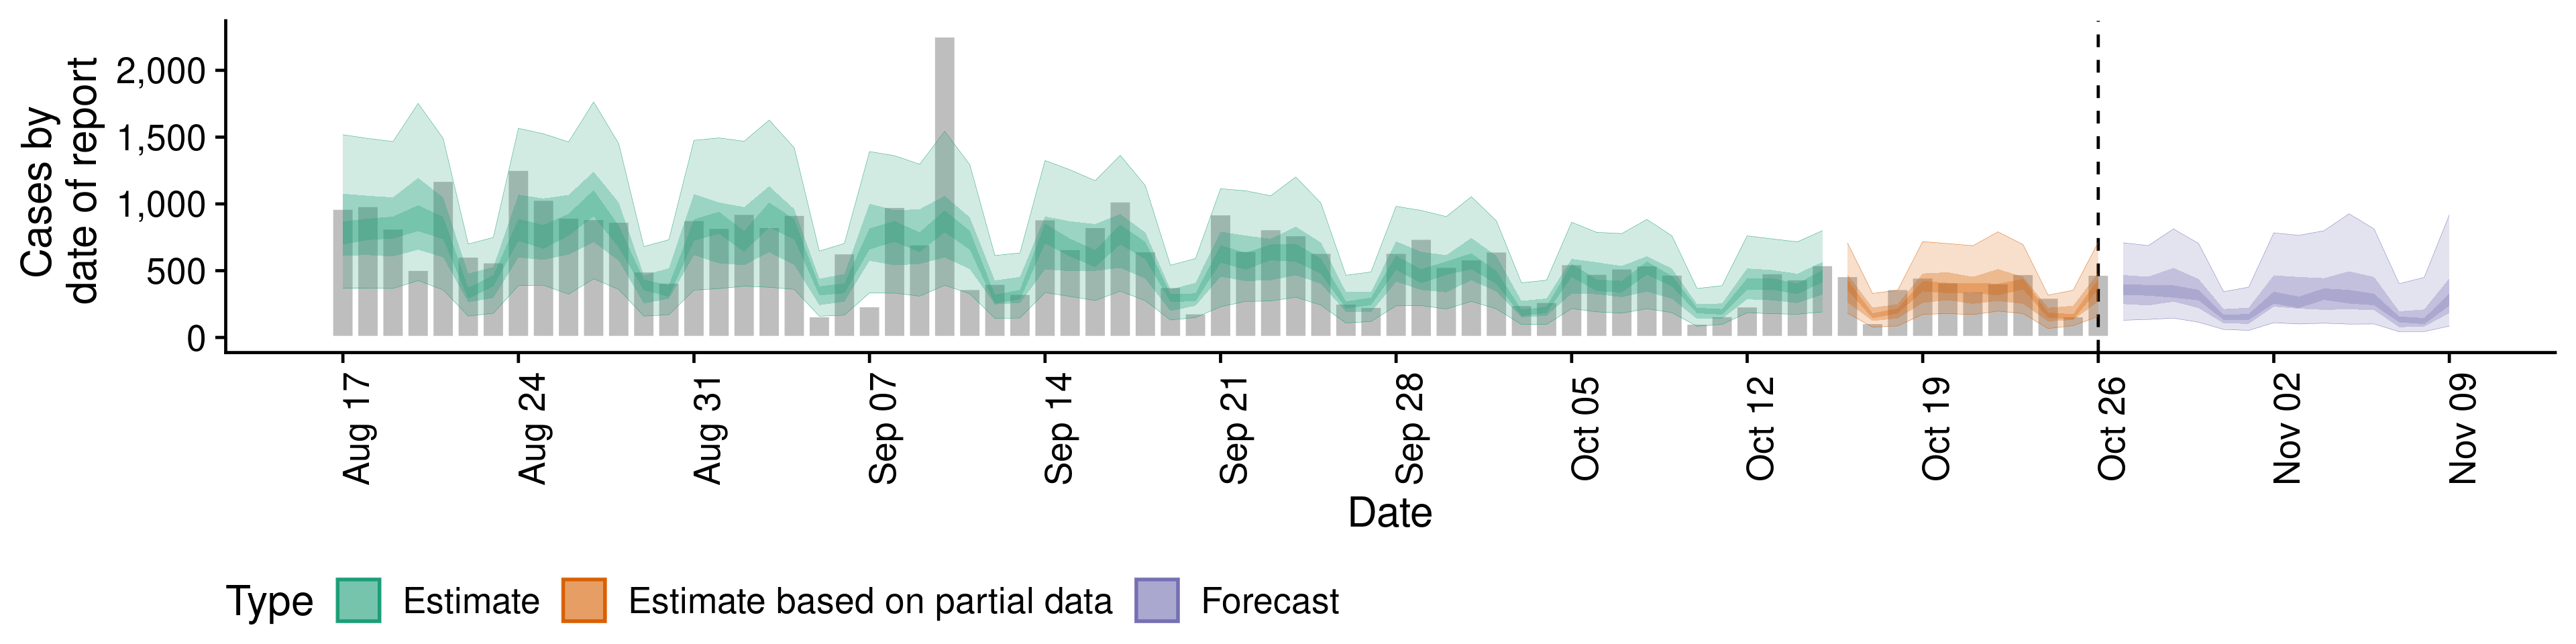 Cases by
date of report
2,000
1,500
1,000
500
0
Aug 17
Aug 24
Aug 31
Sep 07
Sep 14
Sep 21
Sep 28
Oct 05
Oct 12
Oct 19
Oct 26
Nov 02
Nov 09
Date
Type Estimate Estimate based on partial data Forecast